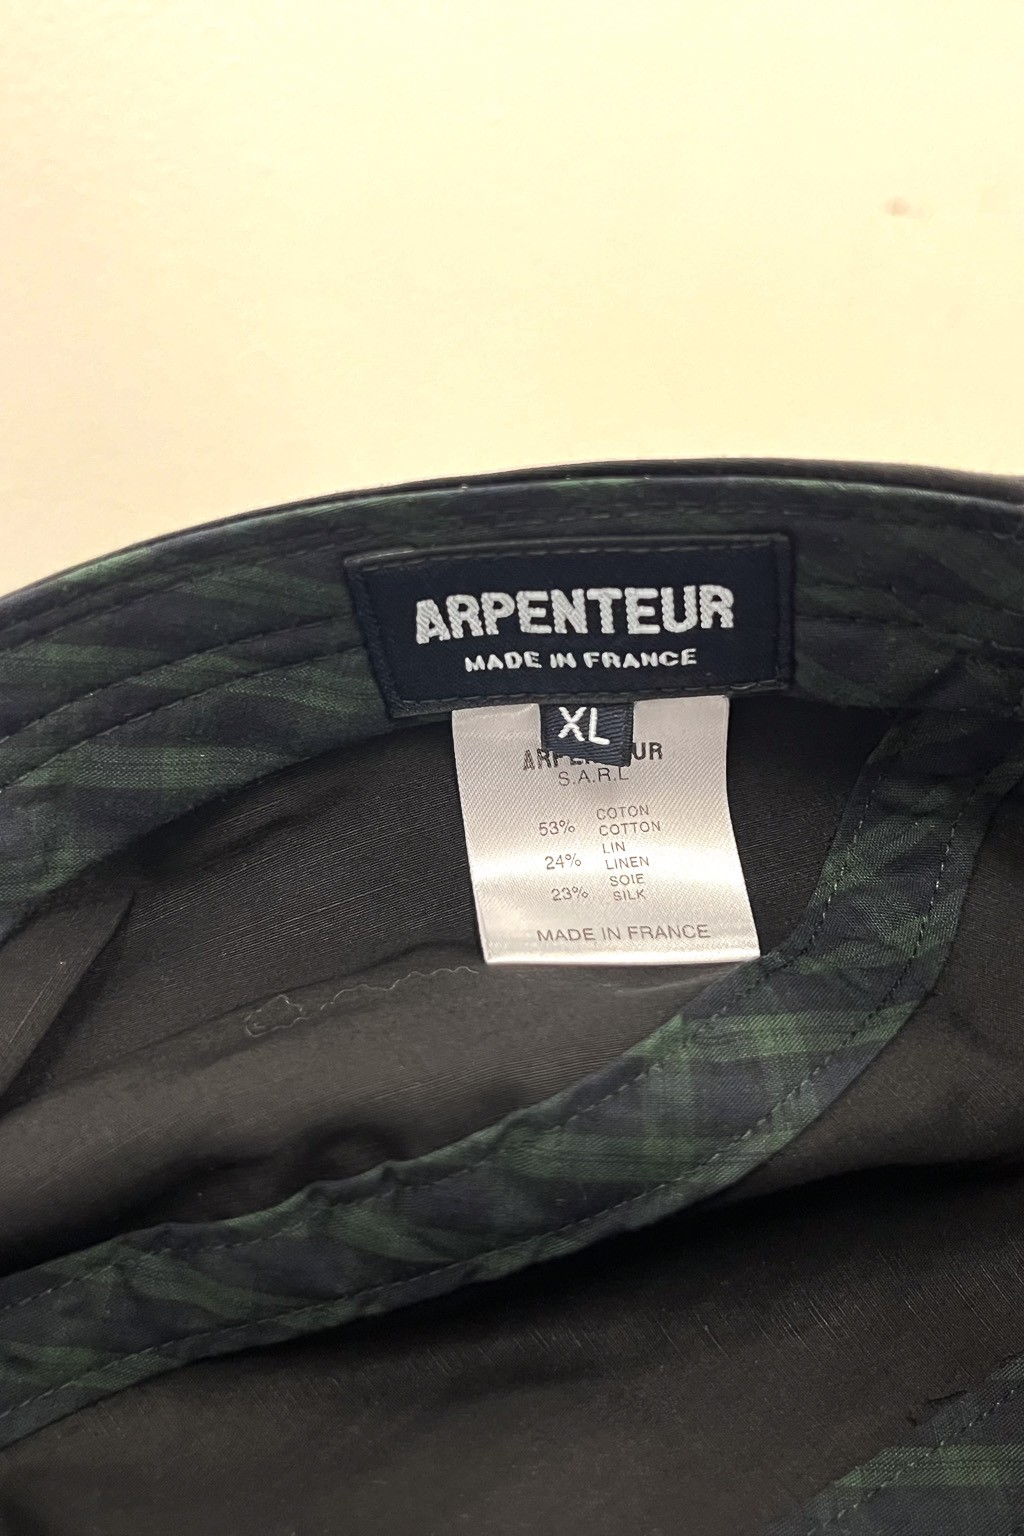 ARPENTEUR
MADE IN FRANCE
XL
S.A.R.L
COTON
53% COTTON
LIN
24% LINEN
SOIE
23% SILK
MADE IN FRANCE